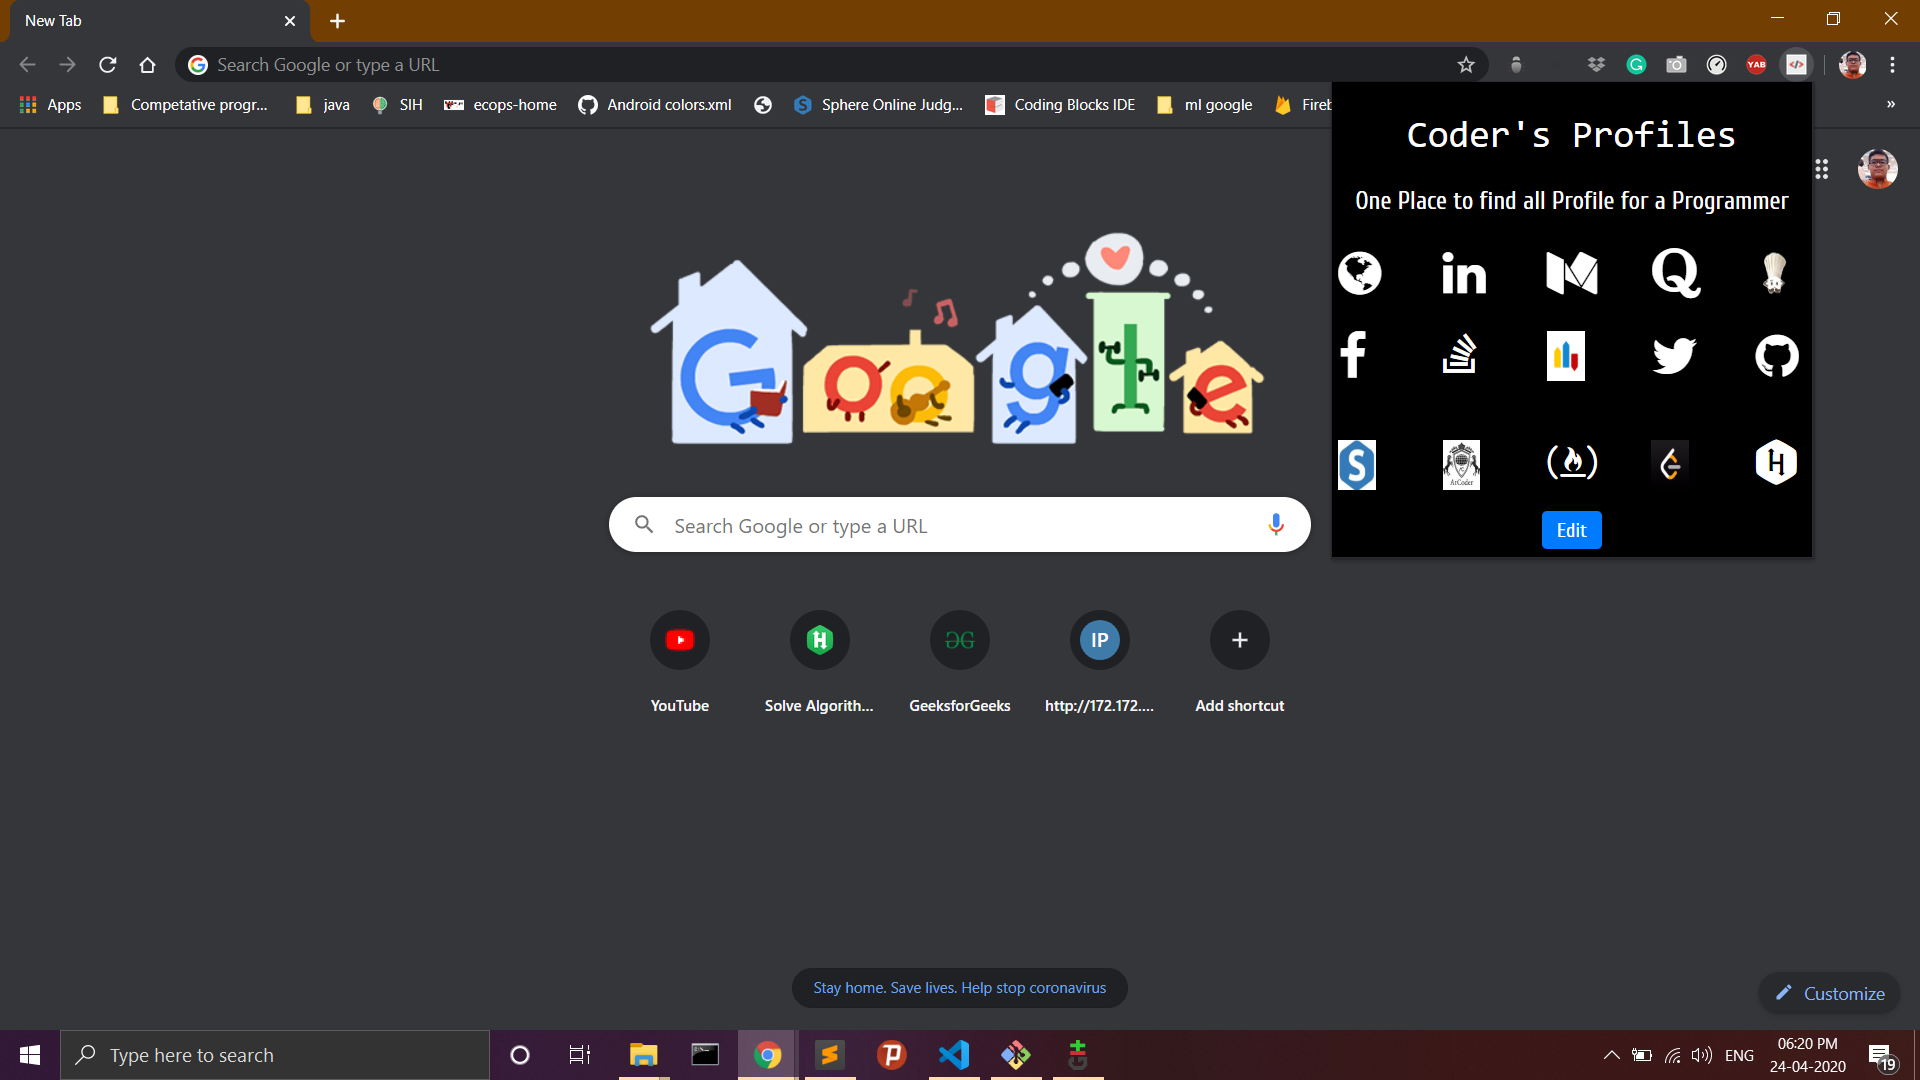 New Tab
Search Google or type a URL
YAB
Apps
Competative progr...
java
SIH
ecops-home
Android colors.xml
Sphere Online Judg...
Coding Blocks IDE
ml google
Fireb
»
Coder's Profiles
One Place to find all Profile for a Programmer
in
Q
f
S
AtCoder
H
Edit
Google
Search Google or type a URL
IP
YouTube
Solve Algorith...
GeeksforGeeks
http://172.172....
Add shortcut
Stay home. Save lives. Help stop coronavirus
Customize
Type here to search
ENG
06:20 PM
24-04-2020
19